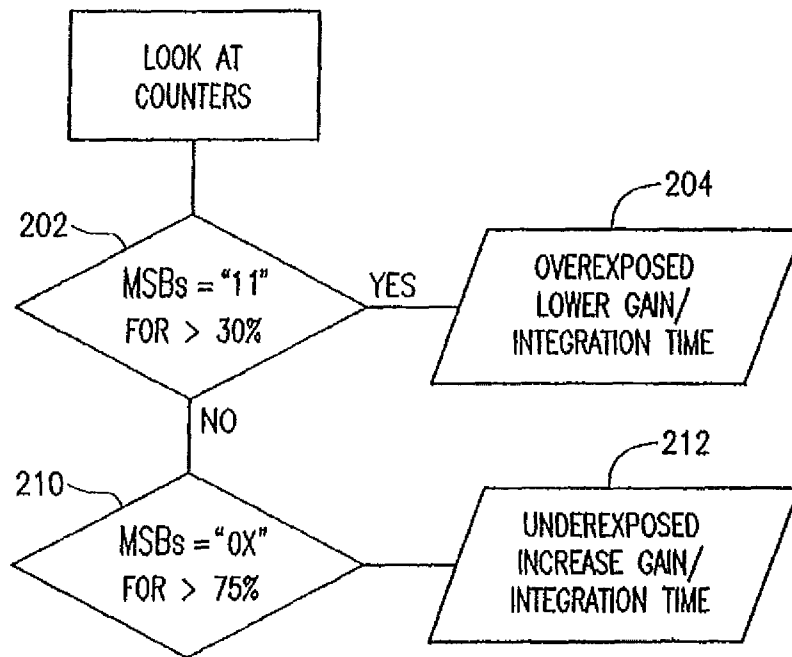 LOOK AT
COUNTERS
202
MSBs = "11"
FOR > 30%
YES
204
OVEREXPOSED
LOWER GAIN/
INTEGRATION TIME
NO
210
MSBs = "0X"
FOR > 75%
212
UNDEREXPOSED
INCREASE GAIN/
INTEGRATION TIME